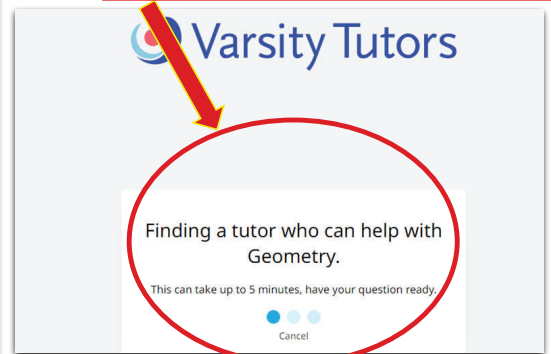 Varsity Tutors
Finding a tutor who can help with
Geometry.
This can take up to 5 minutes, have your question ready.
Cancel